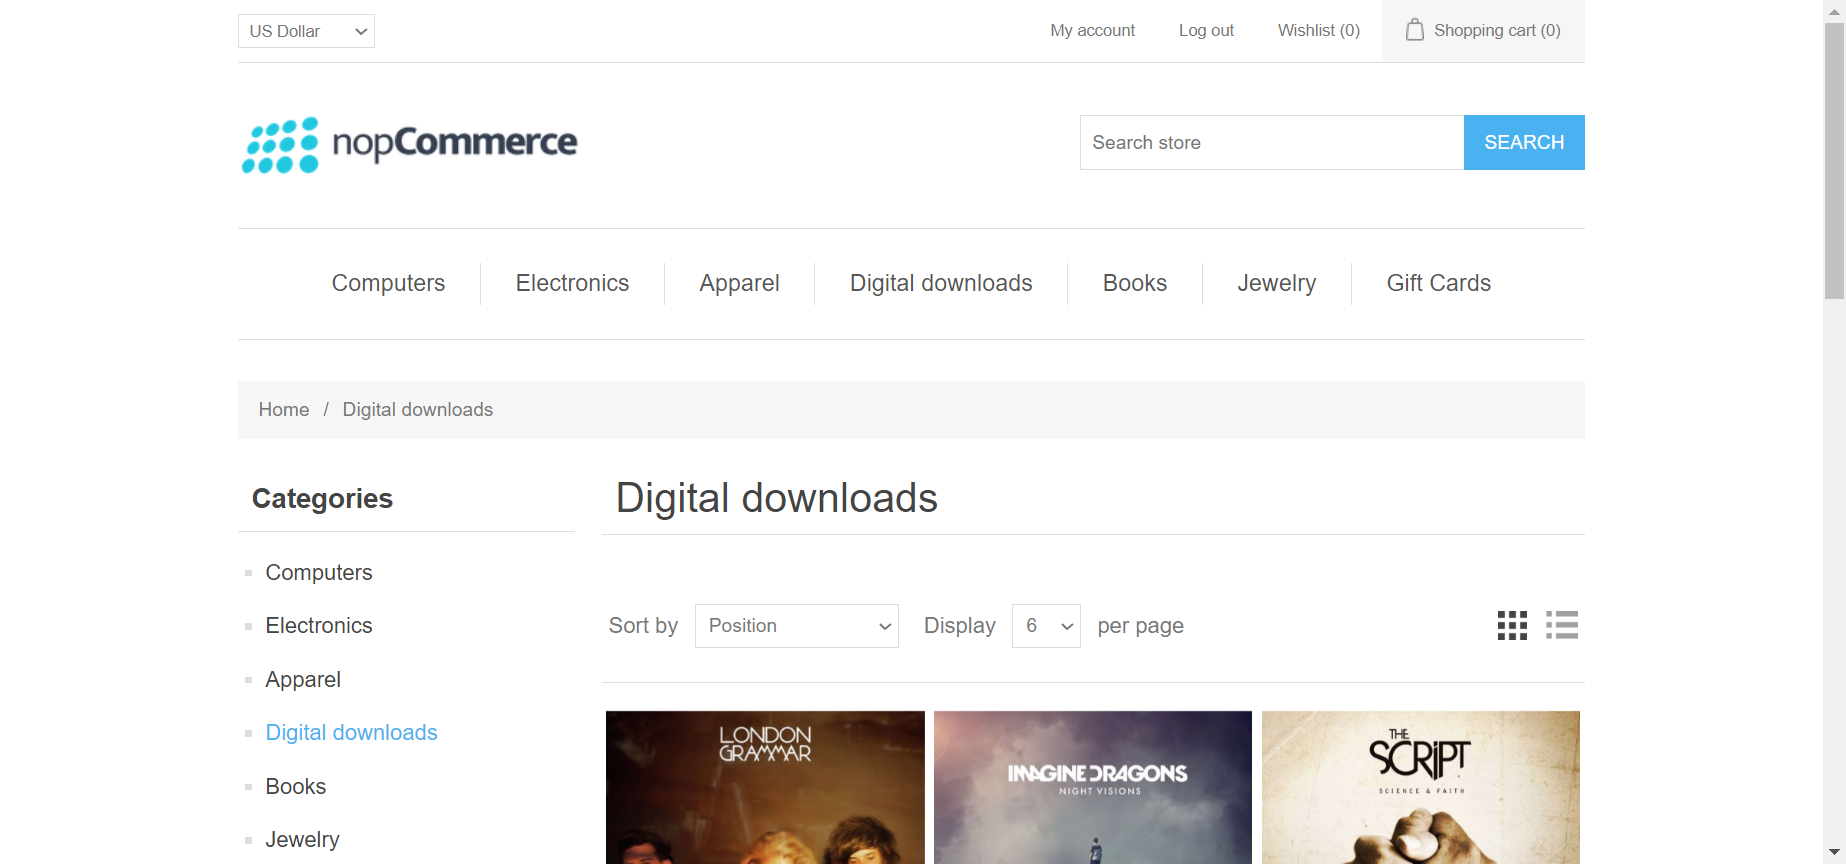 US Dollar
My account
Log out
Wishlist (0)
Shopping cart (0)
nopCommerce
Search store
SEARCH
Computers
Electronics
Apparel
Digital downloads
Books
Jewelry
Gift Cards
Home / Digital downloads
Categories
Computers
Electronics
Apparel
Digital downloads
Books
Jewelry
Digital downloads
Sort by Position Display 6 per page
LONDON
GRAMMAR
IMAGINE DRAGONS
NIGHT VISIONS
THE
SCRIPT
SCIENCE & FAITH